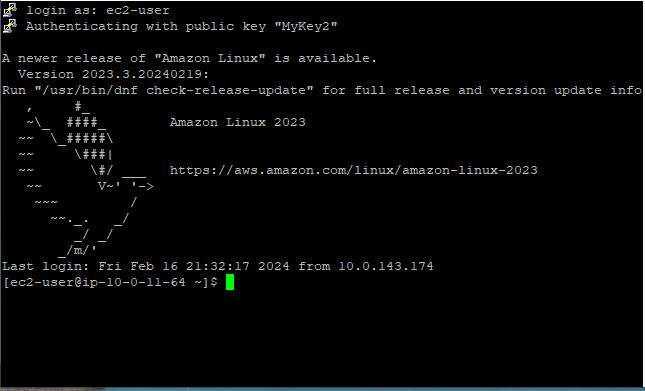 login as: ec2-user
Authenticating with public key "MyKey2"

A newer release of "Amazon Linux" is available.
  Version 2023.3.20240219:
Run "/usr/bin/dnf check-release-update" for full release and version update info
   ,     #_
   ~\_  ####_        Amazon Linux 2023
  ~~  \_#####\
  ~~     \###|
  ~~       \#/ ___   https://aws.amazon.com/linux/amazon-linux-2023
   ~~       V~' '->
    ~~~         /
      ~~._.   _/
         _/ _/
       _/m/'
Last login: Fri Feb 16 21:32:17 2024 from 10.0.143.174
[ec2-user@ip-10-0-11-64 ~]$